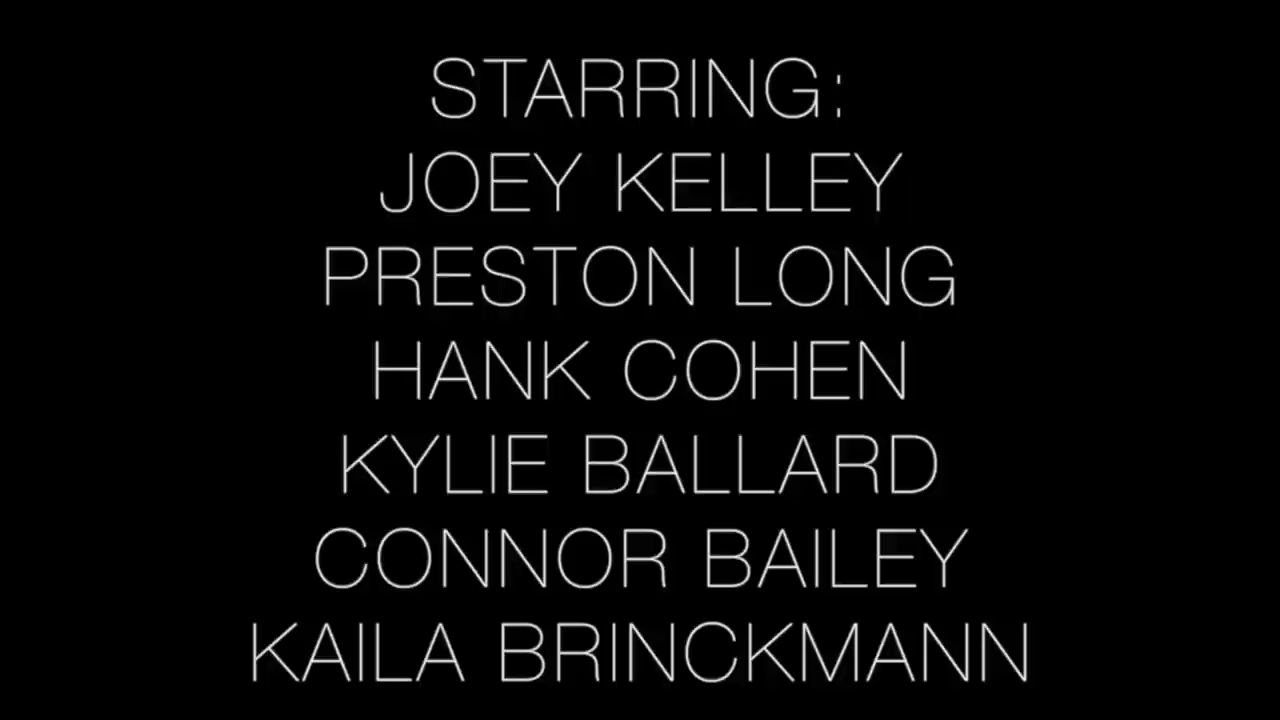 STARRING:
JOEY KELLEY
PRESTON LONG
HANK COHEN
KYLIE BALLARD
CONNOR BAILEY
KAILA BRINCKMANN